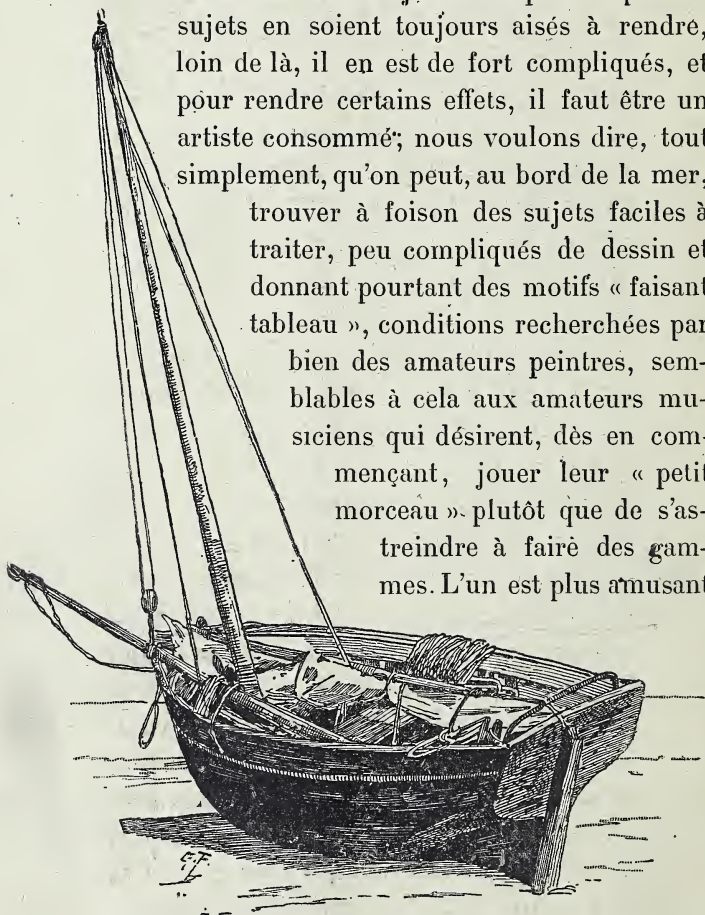 sujets en soient toujours aisés à rendre,
loin de là, il en est de fort compliqués, et
pour rendre certains effets, il faut être un
artiste consommé; nous voulons dire, tout
simplement, qu'on peut, au bord de la mer,
trouver à foison des sujets faciles à
traiter, peu compliqués de dessin et
donnant pourtant des motifs « faisant
tableau », conditions recherchées par
bien des amateurs peintres, sem-
blables à cela aux amateurs mu-
siciens qui désirent, dès en com-
mençant, jouer leur « petit
morceau » plutôt que de s'as-
treindre à faire des gam-
mes. L'un est plus amusant